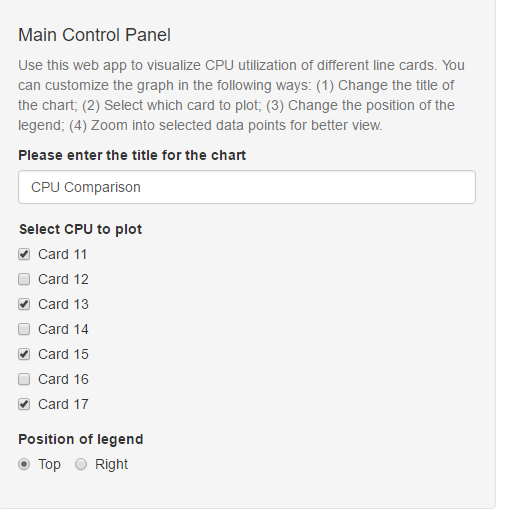 Main Control Panel
Use this web app to visualize CPU utilization of different line cards. You
can customize the graph in the following ways: (1) Change the title of
the chart; (2) Select which card to plot; (3) Change the position of the
legend; (4) Zoom into selected data points for better view.
Please enter the title for the chart
CPU Comparison
Select CPU to plot
Card 11
Card 12
Card 13
Card 14
Card 15
Card 16
Card 17
Position of legend
Top Right